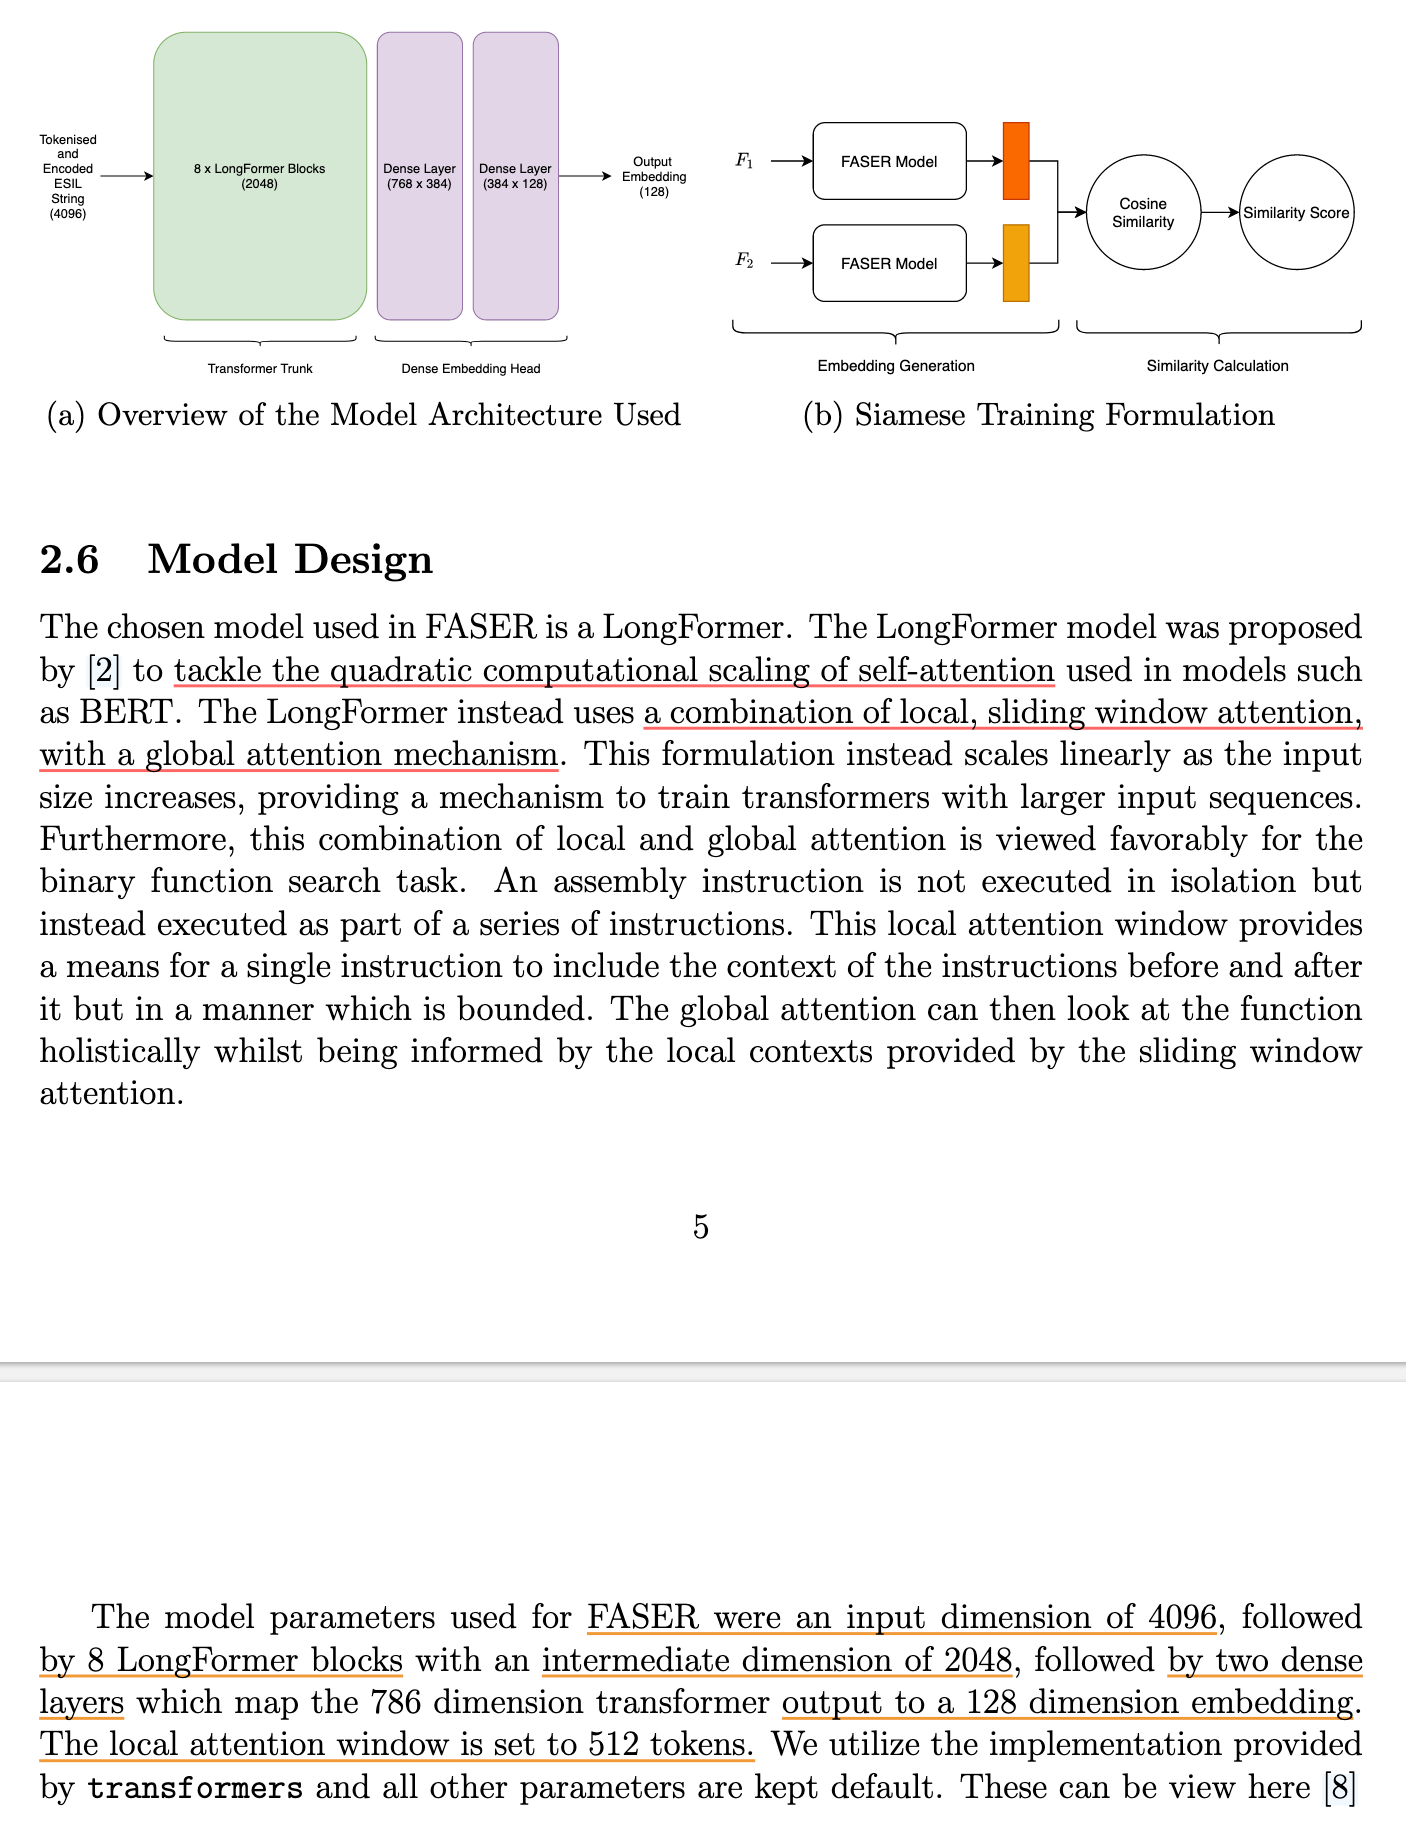 Tokenised
and
Encoded
ESIL
String
(4096)
8 x LongFormer Blocks
(2048)
Dense Layer
(768 x 384)
Dense Layer
(384 x 128)
Output
Embedding
(128)
Transformer Trunk
Dense Embedding Head
(a) Overview of the Model Architecture Used
F1
FASER Model
F2
FASER Model
Cosine
Similarity
Similarity Score
Embedding Generation
Similarity Calculation
(b) Siamese Training Formulation
2.6 Model Design
The chosen model used in FASER is a LongFormer. The LongFormer model was proposed
by [2] to tackle the quadratic computational scaling of self-attention used in models such
as BERT. The LongFormer instead uses a combination of local, sliding window attention,
with a global attention mechanism. This formulation instead scales linearly as the input
size increases, providing a mechanism to train transformers with larger input sequences.
Furthermore, this combination of local and global attention is viewed favorably for the
binary function search task. An assembly instruction is not executed in isolation but
instead executed as part of a series of instructions. This local attention window provides
a means for a single instruction to include the context of the instructions before and after
it but in a manner which is bounded. The global attention can then look at the function
holistically whilst being informed by the local contexts provided by the sliding window
attention.
5
The model parameters used for FASER were an input dimension of 4096, followed
by 8 LongFormer blocks with an intermediate dimension of 2048, followed by two dense
layers which map the 786 dimension transformer output to a 128 dimension embedding.
The local attention window is set to 512 tokens. We utilize the implementation provided
by transformers and all other parameters are kept default. These can be view here [8]